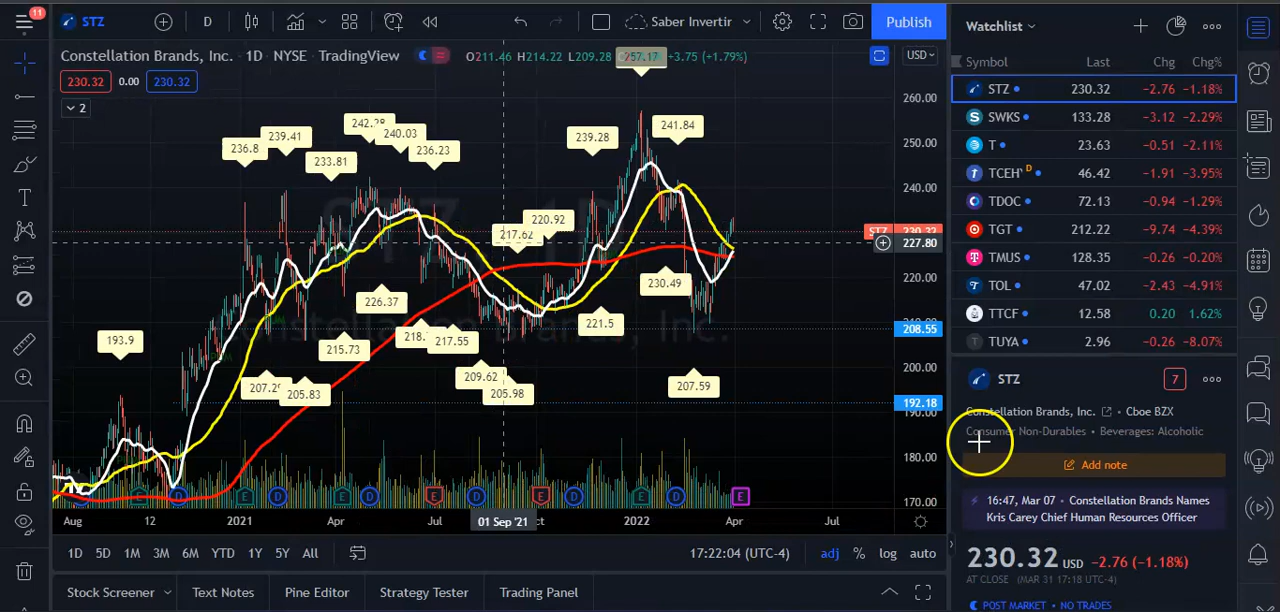 11 STZ D Saber Invertir Publish
Constellation Brands, Inc. · 1D · NYSE · TradingView O211.46 H214.22 L209.28 257.17 +3.75 (+1.79%) USD
230.32 0.00 230.32
2
260.00
250.00
240.00
220.00
200.00
190.00
180.00
170.00
STZ 230.32
227.80
208.55
192.18
193.9
236.8
239.41
233.81
240.03
236.23
217.62
220.92
239.28
241.84
226.37
215.73
217.55
205.83
209.62
205.98
221.5
230.49
207.59
Aug 12 2021 Apr Jul 01 Sep '21 2022 Apr Jul
1D 5D 1M 3M 6M YTD 1Y 5Y All 17:22:04 (UTC-4) adj % log auto
Stock Screener Text Notes Pine Editor Strategy Tester Trading Panel
Watchlist
Symbol Last Chg Chg%
STZ 230.32 −2.76 −1.18%
SWKS 133.28 −3.12 −2.29%
T 23.63 −0.51 −2.11%
TCEH D 46.42 −1.91 −3.95%
TDOC 72.13 −0.94 −1.29%
TGT 212.22 −9.74 −4.39%
TMUS 128.35 −0.26 −0.20%
TOL 47.02 −2.43 −4.91%
TTCF 12.58 0.20 1.62%
TUYA 2.96 −0.26 −8.07%
STZ 7
Constellation Brands, Inc. • Cboe BZX
Consumer Non-Durables • Beverages: Alcoholic
Add note
16:47, Mar 07 • Constellation Brands Names
Kris Carey Chief Human Resources Officer
230.32 USD −2.76 (−1.18%)
AT CLOSE (MAR 31 17:18 UTC-4)
POST MARKET • NO TRADES